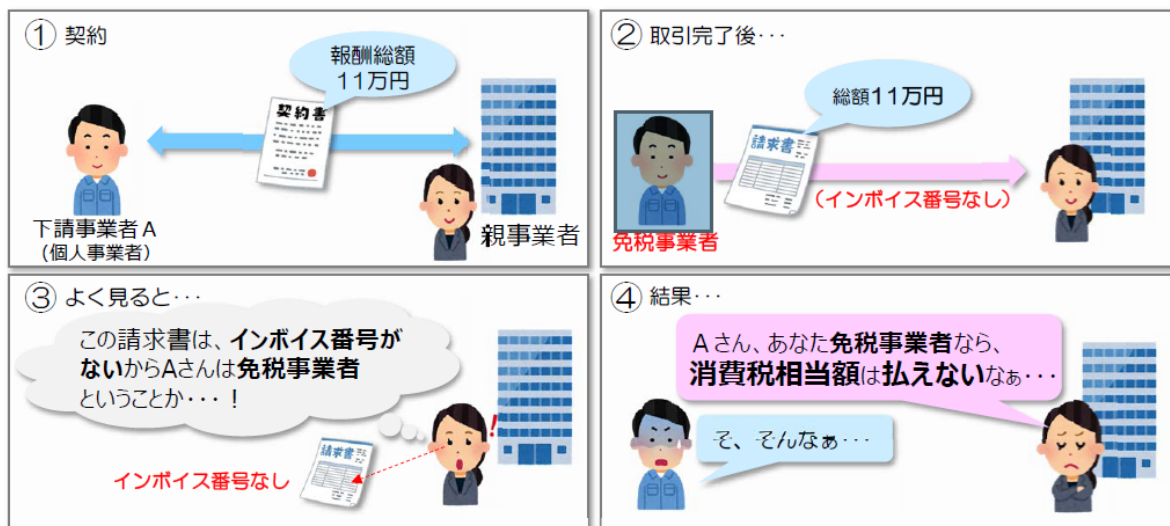 ① 契約
報酬総額
11万円
契約書
下請事業者A
（個人事業者）
親事業者
② 取引完了後・・・
総額11万円
請求書
（インボイス番号なし）
免税事業者
③ よく見ると・・・
この請求書は、インボイス番号が
ないからAさんは免税事業者
ということか・・・！
!
請求書
インボイス番号なし
④ 結果・・・
Aさん、あなた免税事業者なら、
消費税相当額は払えないなぁ・・・
そ、そんなぁ・・・